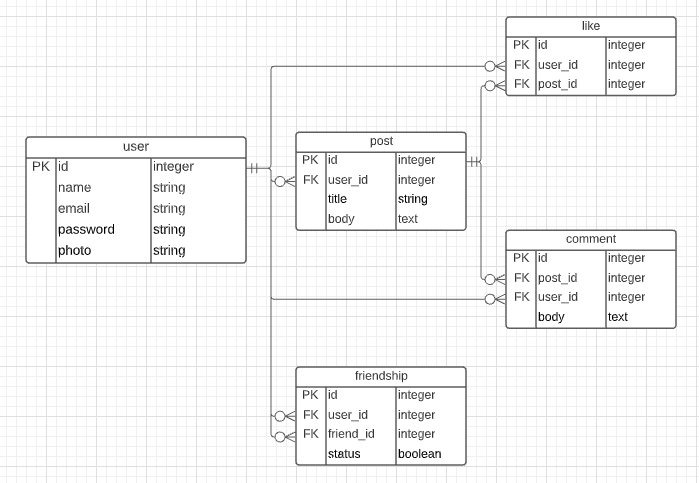 like
PK id integer
FK user_id integer
FK post_id integer
user
PK id integer
name string
email string
password string
photo string
post
PK id integer
FK user_id integer
title string
body text
comment
PK id integer
FK post_id integer
FK user_id integer
body text
friendship
PK id integer
FK user_id integer
FK friend_id integer
status boolean